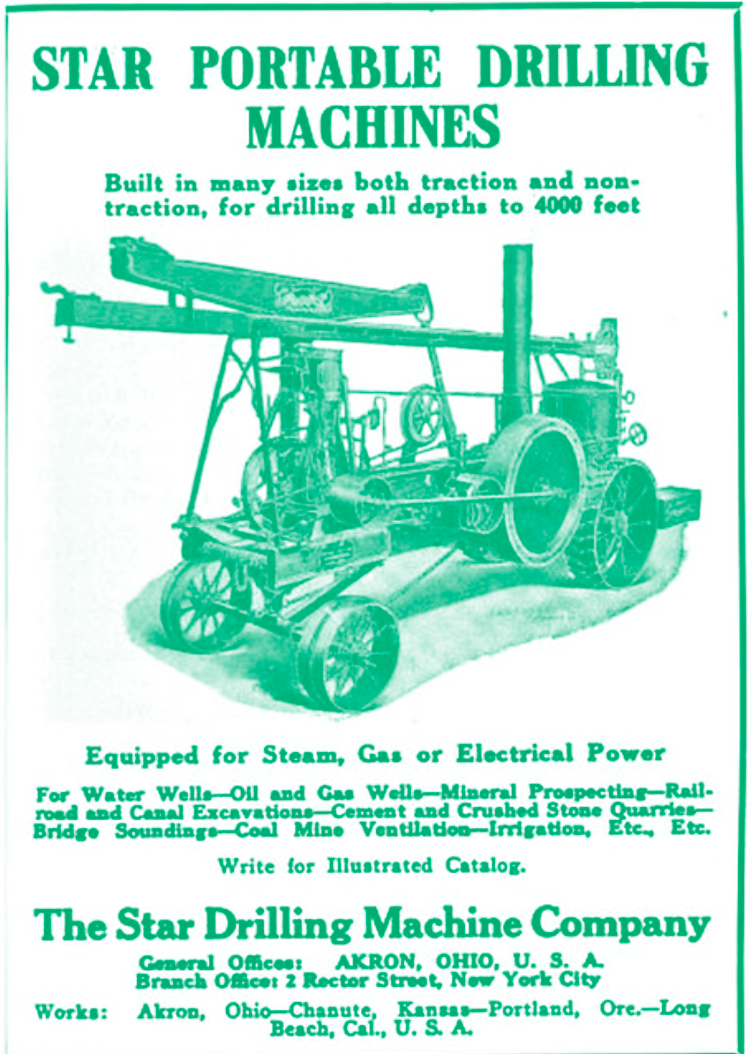 STAR PORTABLE DRILLING
MACHINES
Built in many sizes both traction and non-
traction, for drilling all depths to 4000 feet
Equipped for Steam, Gas or Electrical Power
For Water Wells—Oil and Gas Wells—Mineral Prospecting—Rail-
road and Canal Excavations—Cement and Crushed Stone Quarries—
Bridge Soundings—Coal Mine Ventilation—Irrigation, Etc., Etc.
Write for Illustrated Catalog.
The Star Drilling Machine Company
General Offices: AKRON, OHIO, U. S. A.
Branch Office: 2 Rector Street, New York City
Works: Akron, Ohio—Chanute, Kansas—Portland, Ore.—Long
Beach, Cal., U. S. A.